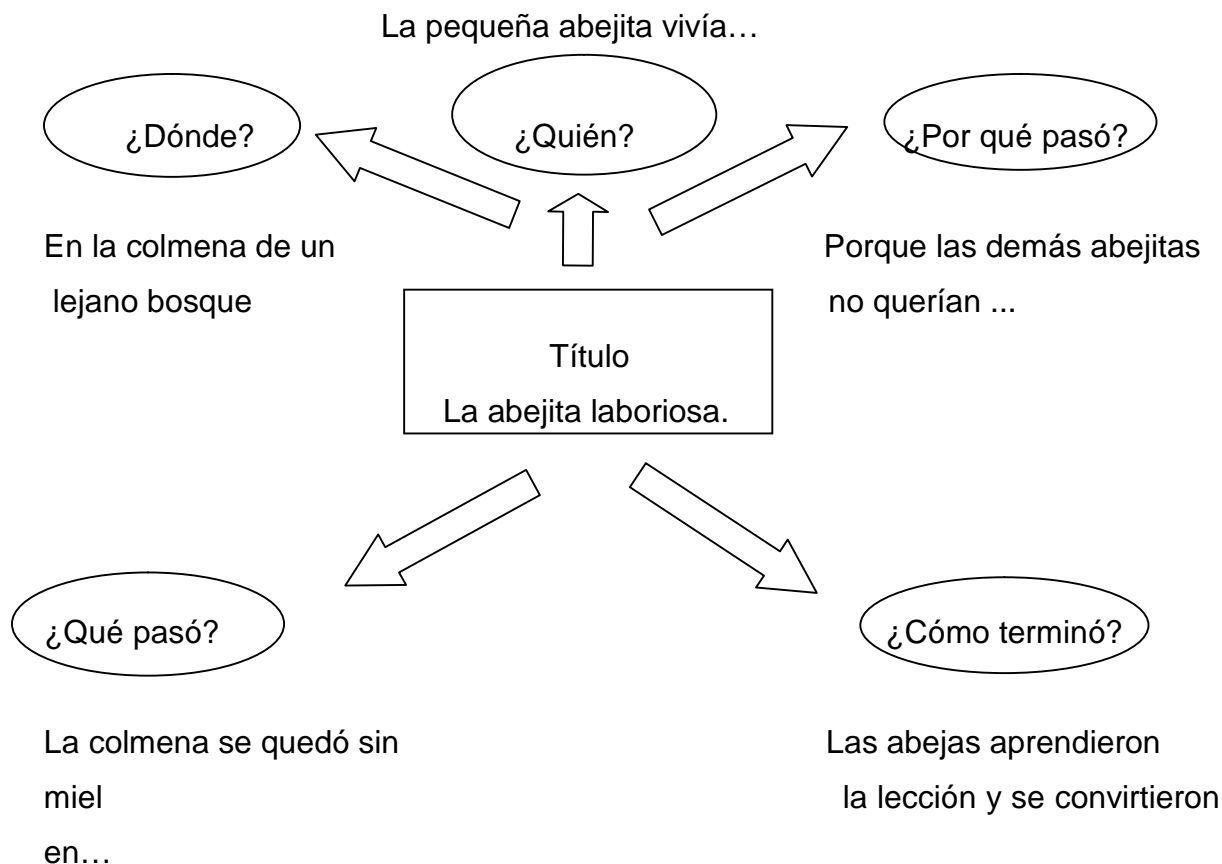 La pequeña abejita vivía…
¿Dónde?
¿Quién?
¿Por qué pasó?
En la colmena de un
lejano bosque
Porque las demás abejitas
no querían ...
Título
La abejita laboriosa.
¿Qué pasó?
¿Cómo terminó?
La colmena se quedó sin
miel
en…
Las abejas aprendieron
la lección y se convirtieron